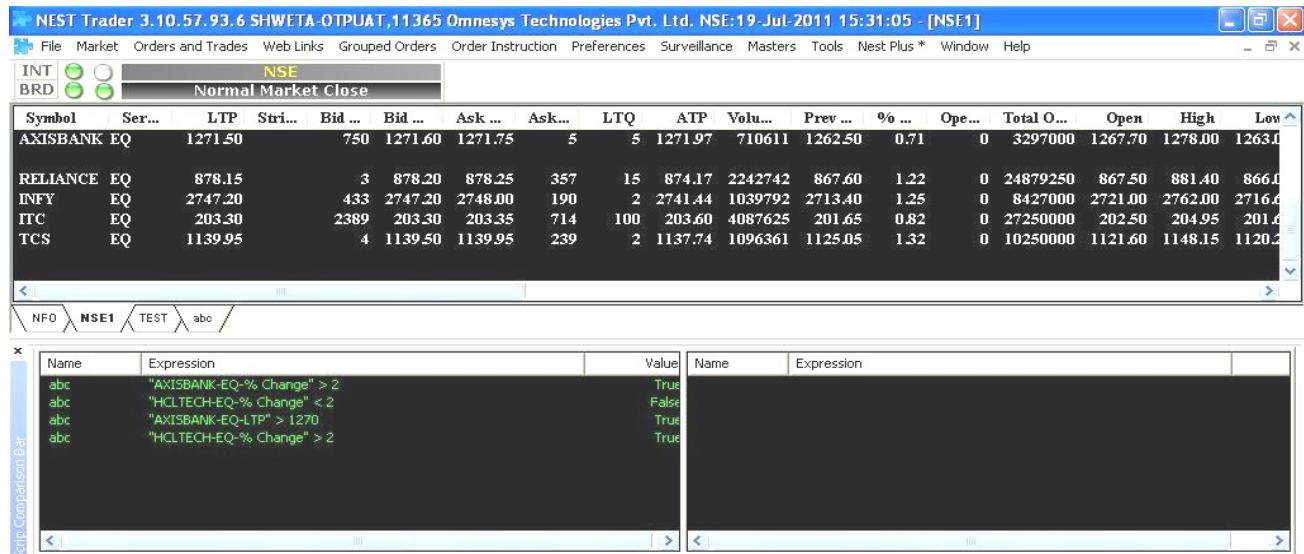 NEST Trader 3.10.57.93.6 SHWETA-OTPUAT,11365 Omnesys Technologies Pvt. Ltd. NSE:19-Jul-2011 15:31:05 - [NSE1]
File Market Orders and Trades Web Links Grouped Orders Order Instruction Preferences Surveillance Masters Tools Nest Plus * Window Help
INT NSE
BRD Normal Market Close
Symbol Ser... LTP Stri... Bid ... Bid ... Ask ... Ask... LTQ ATP Volu... Prev ... % ... Ope... Total O... Open High Low
AXISBANK EQ 1271.50 750 1271.60 1271.75 5 5 1271.97 710611 1262.50 0.71 0 3297000 1267.70 1278.00 1263.0
RELIANCE EQ 878.15 3 878.20 878.25 357 15 874.17 2242742 867.60 1.22 0 24879250 867.50 881.40 866.0
INFY EQ 2747.20 433 2747.20 2748.00 190 2 2741.44 1039792 2713.40 1.25 0 8427000 2721.00 2762.00 2716.6
ITC EQ 203.30 2389 203.30 203.35 714 100 203.60 4087625 201.65 0.82 0 27250000 202.50 204.95 201.6
TCS EQ 1139.95 4 1139.50 1139.95 239 2 1137.74 1096361 1125.05 1.32 0 10250000 1121.60 1148.15 1120.2
NFO NSE1 TEST abc
Name Expression Value Name Expression
abc "AXISBANK-EQ-% Change" > 2 True
abc "HCLTECH-EQ-% Change" < 2 False
abc "AXISBANK-EQ-LTP" > 1270 True
abc "HCLTECH-EQ-% Change" > 2 True
crip Comparison Bar